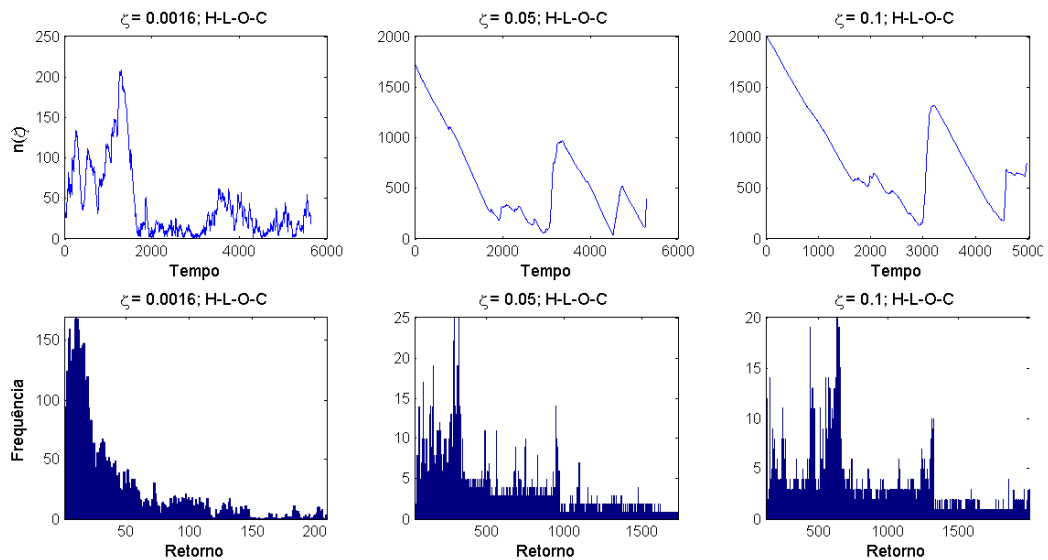 ζ = 0.0016; H-L-O-C
ζ = 0.05; H-L-O-C
ζ = 0.1; H-L-O-C
250
200
150
100
50
0
n(ζ)
0 2000 4000 6000
Tempo
2000
1500
1000
500
0
0 1000 2000 3000 4000 5000 6000
Tempo
2000
1500
1000
500
0
0 1000 2000 3000 4000 5000
Tempo
ζ = 0.0016; H-L-O-C
ζ = 0.05; H-L-O-C
ζ = 0.1; H-L-O-C
150
100
50
0
Frequência
50 100 150 200
Retorno
25
20
15
10
5
0
500 1000 1500
Retorno
20
15
10
5
0
500 1000 1500
Retorno